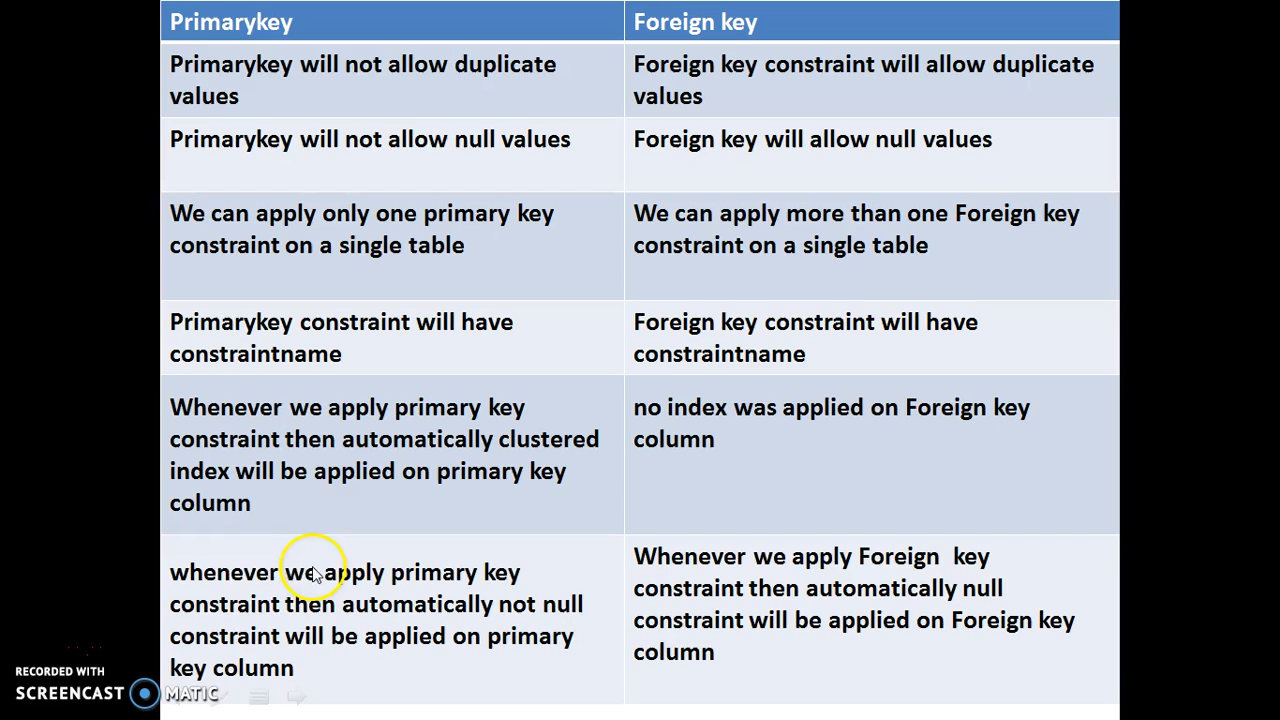 Primarykey
Foreign key
Primarykey will not allow duplicate
values
Foreign key constraint will allow duplicate
values
Primarykey will not allow null values
Foreign key will allow null values
We can apply only one primary key
constraint on a single table
We can apply more than one Foreign key
constraint on a single table
Primarykey constraint will have
constraintname
Foreign key constraint will have
constraintname
Whenever we apply primary key
constraint then automatically clustered
index will be applied on primary key
column
no index was applied on Foreign key
column
whenever we apply primary key
constraint then automatically not null
constraint will be applied on primary
key column
Whenever we apply Foreign  key
constraint then automatically null
constraint will be applied on Foreign key
column
RECORDED WITH
SCREENCAST MATIC